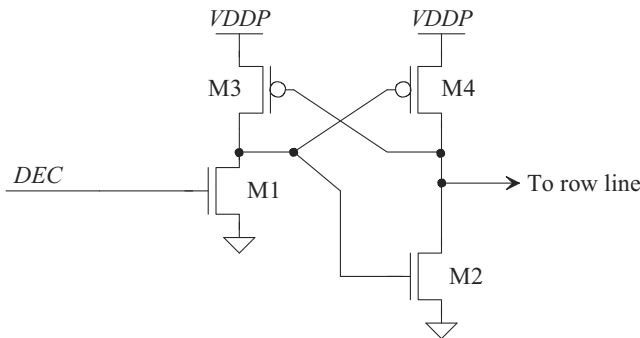 VDDP
VDDP
M3
M4
DEC
M1
To row line
M2